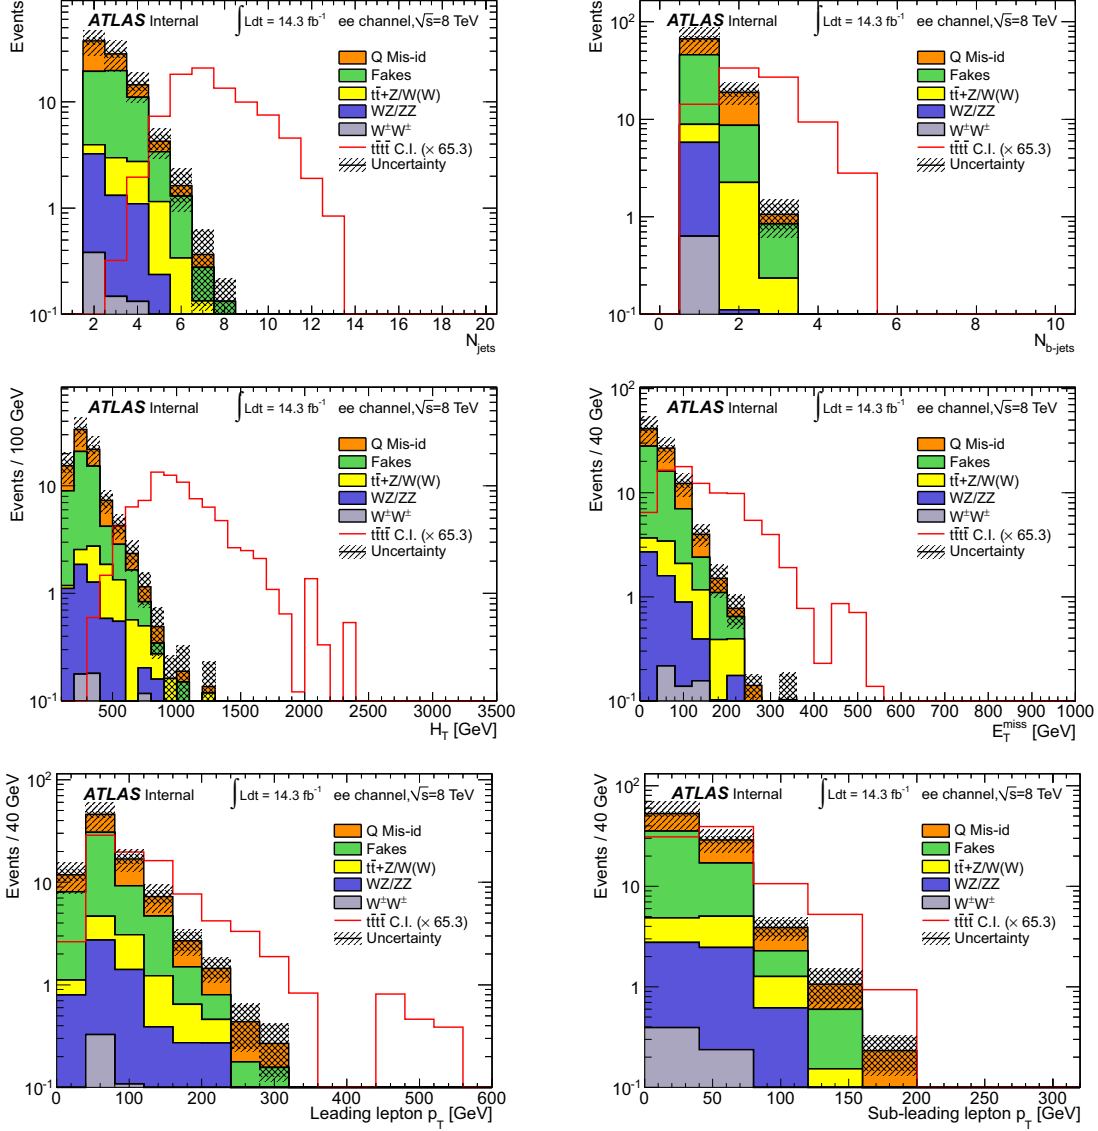 Events
ATLAS Internal
∫ Ldt = 14.3 fb⁻¹ ee channel,√s=8 TeV
Q Mis-id
Fakes
tt̄+Z/W(W)
WZ/ZZ
W±W±
tt̄tt̄ C.I. (× 65.3)
Uncertainty
10
1
10⁻¹
2 4 6 8 10 12 14 16 18 20
N_jets
Events
10²
ATLAS Internal
∫ Ldt = 14.3 fb⁻¹ ee channel,√s=8 TeV
Q Mis-id
Fakes
tt̄+Z/W(W)
WZ/ZZ
W±W±
tt̄tt̄ C.I. (× 65.3)
Uncertainty
10
1
10⁻¹
0 2 4 6 8 10
N_b-jets
Events / 100 GeV
ATLAS Internal
∫ Ldt = 14.3 fb⁻¹ ee channel,√s=8 TeV
Q Mis-id
Fakes
tt̄+Z/W(W)
WZ/ZZ
W±W±
tt̄tt̄ C.I. (× 65.3)
Uncertainty
10
1
10⁻¹
500 1000 1500 2000 2500 3000 3500
H_T [GeV]
Events / 40 GeV
10²
ATLAS Internal
∫ Ldt = 14.3 fb⁻¹ ee channel,√s=8 TeV
Q Mis-id
Fakes
tt̄+Z/W(W)
WZ/ZZ
W±W±
tt̄tt̄ C.I. (× 65.3)
Uncertainty
10
1
10⁻¹
0 100 200 300 400 500 600 700 800 900 1000
E_T^miss [GeV]
Events / 40 GeV
10²
ATLAS Internal
∫ Ldt = 14.3 fb⁻¹ ee channel,√s=8 TeV
Q Mis-id
Fakes
tt̄+Z/W(W)
WZ/ZZ
W±W±
tt̄tt̄ C.I. (× 65.3)
Uncertainty
10
1
10⁻¹
0 100 200 300 400 500 600
Leading lepton p_T [GeV]
Events / 40 GeV
10²
ATLAS Internal
∫ Ldt = 14.3 fb⁻¹ ee channel,√s=8 TeV
Q Mis-id
Fakes
tt̄+Z/W(W)
WZ/ZZ
W±W±
tt̄tt̄ C.I. (× 65.3)
Uncertainty
10
1
10⁻¹
0 50 100 150 200 250 300
Sub-leading lepton p_T [GeV]